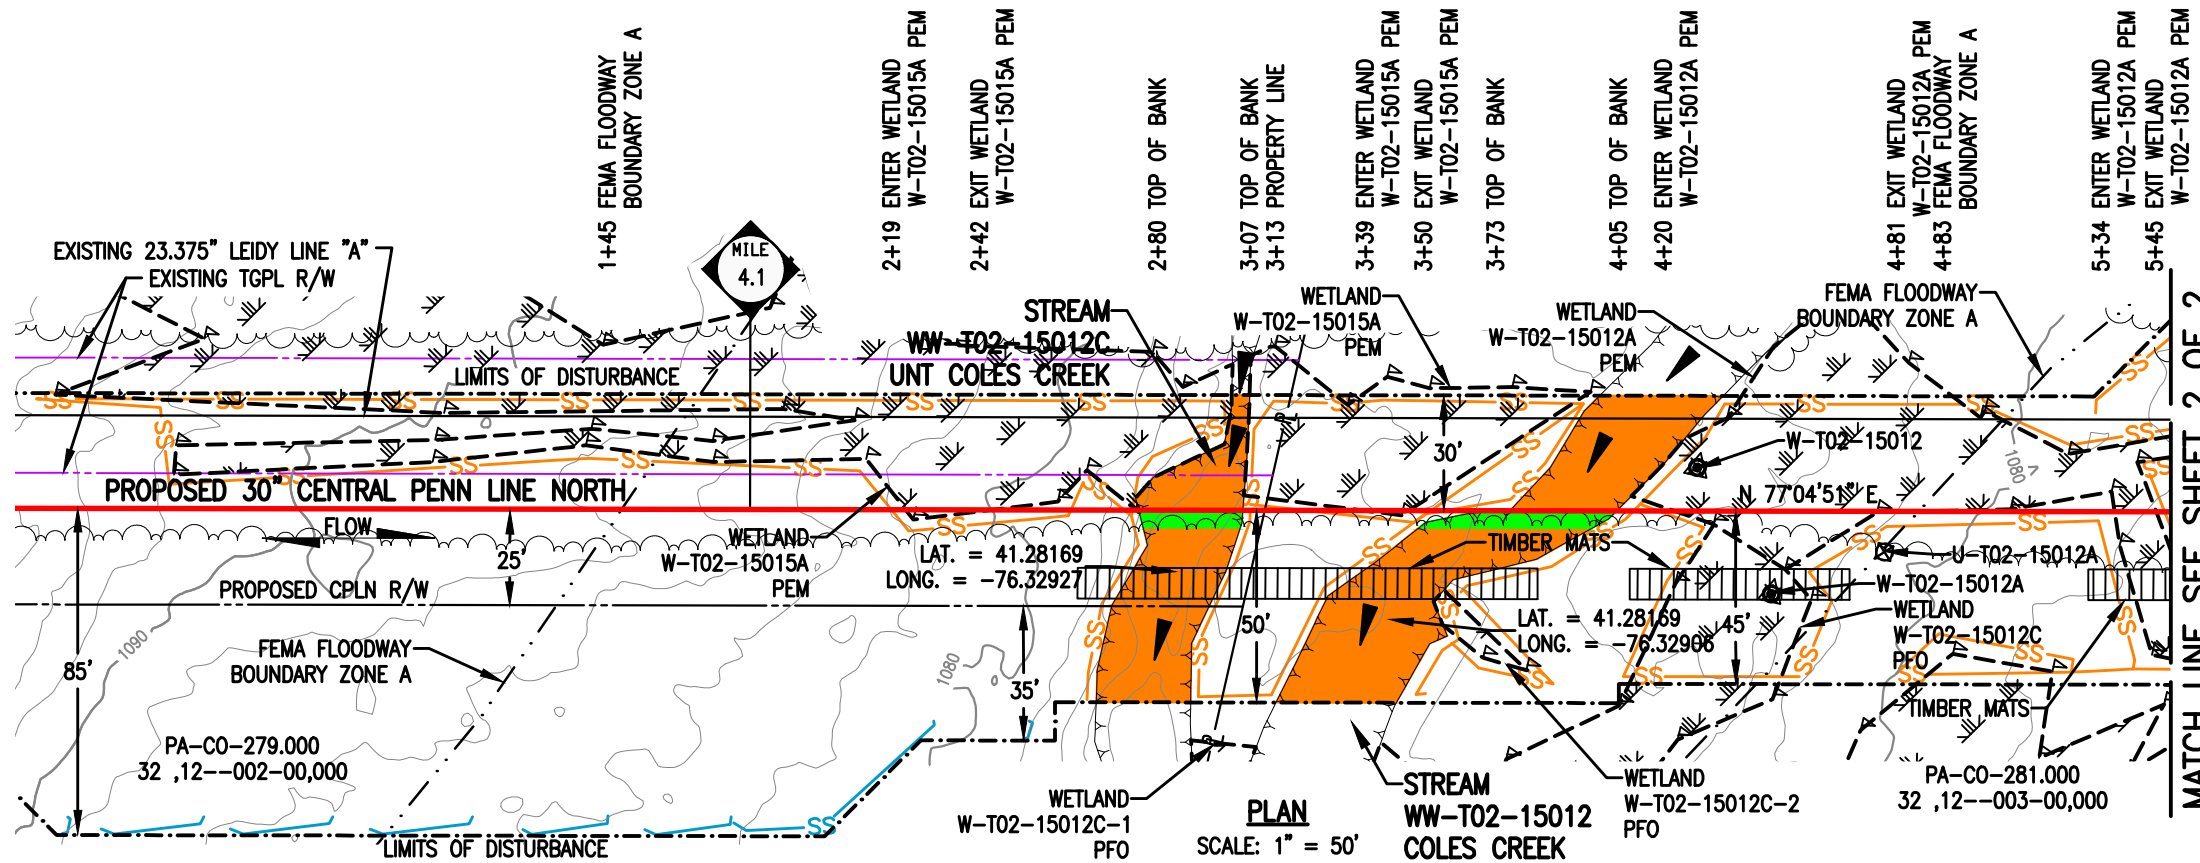 1+45 FEMA FLOODWAY
BOUNDARY ZONE A
2+19 ENTER WETLAND
W-T02-15015A PEM
2+42 EXIT WETLAND
W-T02-15015A PEM
2+80 TOP OF BANK
3+07 TOP OF BANK
3+13 PROPERTY LINE
3+39 ENTER WETLAND
W-T02-15015A PEM
3+50 EXIT WETLAND
W-T02-15015A PEM
3+73 TOP OF BANK
4+05 TOP OF BANK
4+20 ENTER WETLAND
W-T02-15012A PEM
4+81 EXIT WETLAND
W-T02-15012A PEM
4+83 FEMA FLOODWAY
BOUNDARY ZONE A
5+34 ENTER WETLAND
W-T02-15012A PEM
5+45 EXIT WETLAND
W-T02-15012A PEM
EXISTING 23.375" LEIDY LINE "A"
EXISTING TGPL R/W
MILE
4.1
STREAM
WW-T02-15012C
UNT COLES CREEK
WETLAND
W-T02-15015A
PEM
WETLAND
W-T02-15012A
PEM
FEMA FLOODWAY
BOUNDARY ZONE A
LIMITS OF DISTURBANCE
SS SS SS SS SS SS SS SS SS
30'
W-T02-15012
1080
N 77°04'51" E
PROPOSED 30" CENTRAL PENN LINE NORTH
FLOW
25'
WETLAND
W-T02-15015A
PEM
LAT. = 41.28169
LONG. = -76.32927
TIMBER MATS
U-T02-15012A
W-T02-15012A
PROPOSED CPLN R/W
LAT. = 41.28169
LONG. = -76.32906
WETLAND
W-T02-15012C
PFO
50'
45'
1090
FEMA FLOODWAY
BOUNDARY ZONE A
85'
1080
35'
TIMBER MATS
PA-CO-279.000
32 ,12--002-00,000
WETLAND
W-T02-15012C-1
PFO
PLAN
SCALE: 1" = 50'
STREAM
WW-T02-15012
COLES CREEK
WETLAND
W-T02-15012C-2
PFO
PA-CO-281.000
32 ,12--003-00,000
SS
LIMITS OF DISTURBANCE
MATCH LINE SEE SHEET 2 OF 2